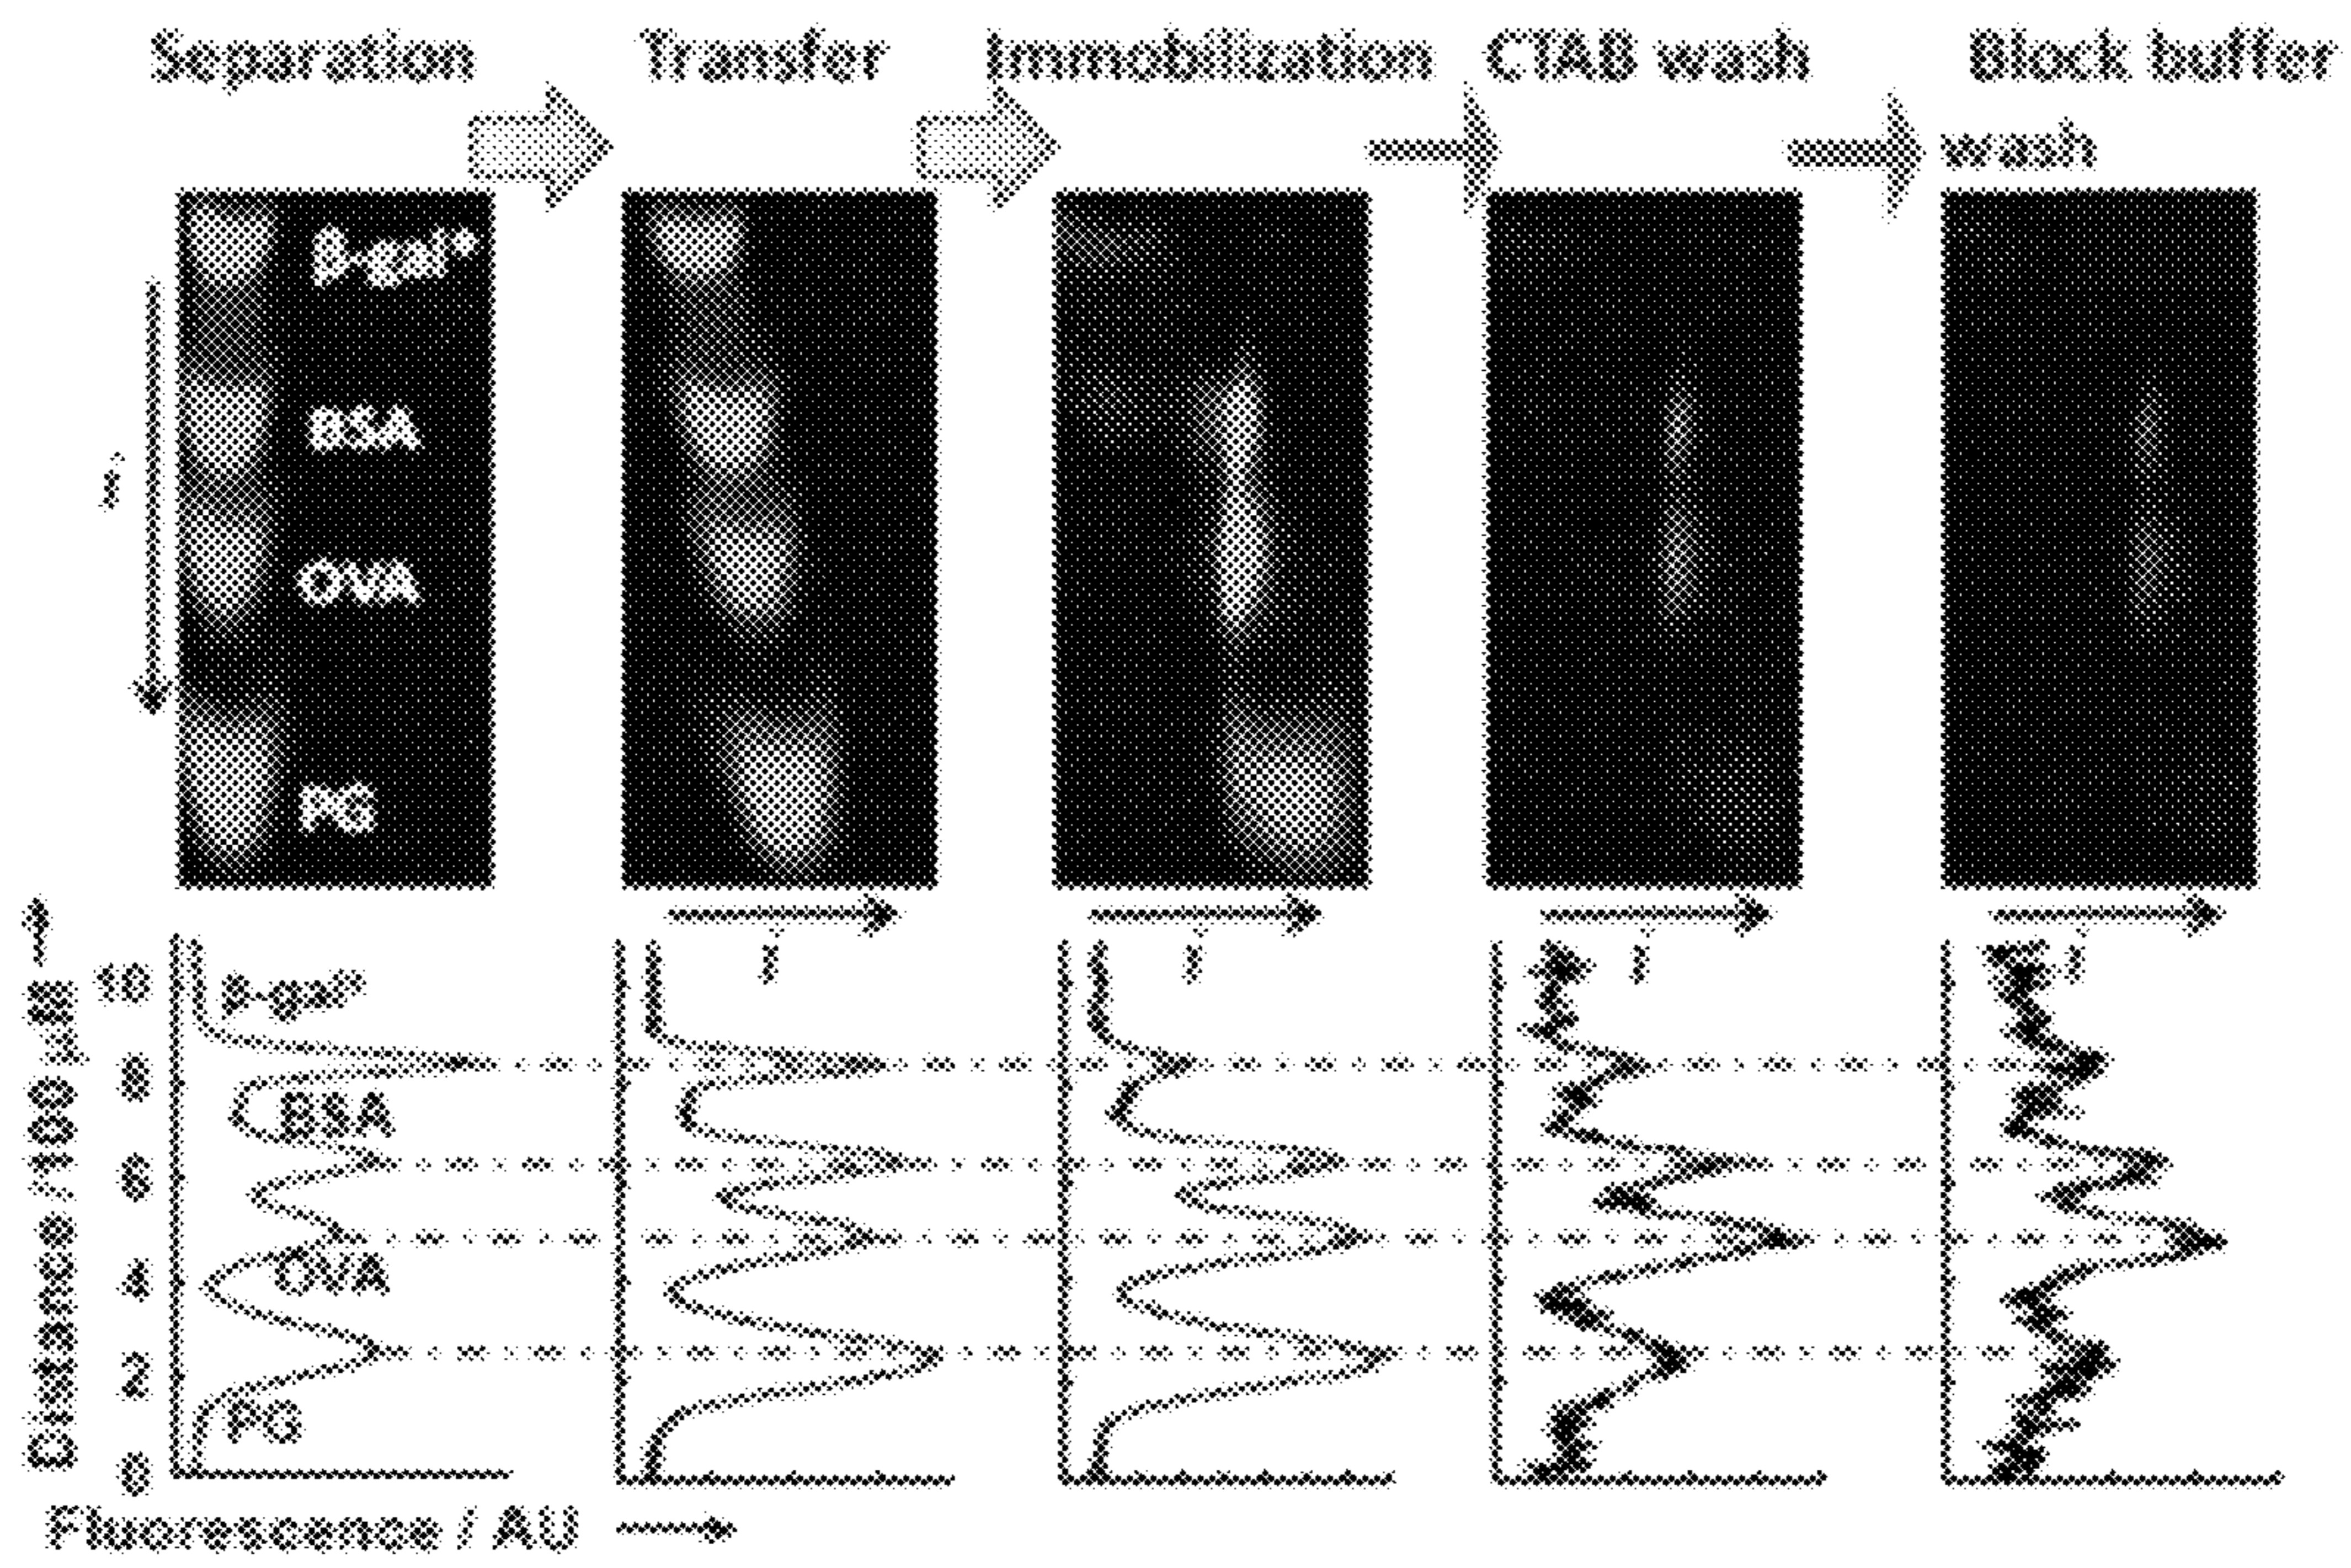 Separation Transfer Immobilization CTAB wash Block buffer
wash
β-gal*
BSA
OVA
PG
i-
i- i- i- i-
10
8
6
4
2
0
β-gal*
BSA
OVA
PG
Distance / 100 μm
Fluorescence / AU